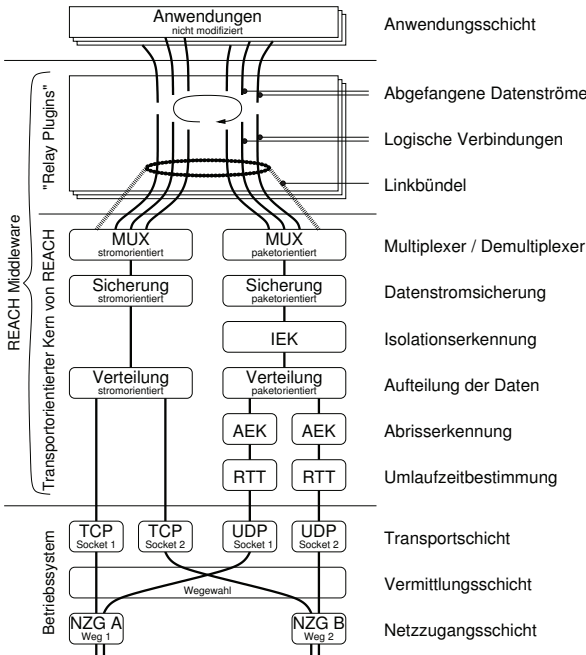 Anwendungen
nicht modifiziert
Anwendungsschicht
"Relay Plugins"
Abgefangene Datenströme
Logische Verbindungen
Linkbündel
REACH Middleware
Transportorientierter Kern von REACH
MUX
stromorientiert
MUX
paketorientiert
Multiplexer / Demultiplexer
Sicherung
stromorientiert
Sicherung
paketorientiert
Datenstromsicherung
IEK
Isolationserkennung
Verteilung
stromorientiert
Verteilung
paketorientiert
Aufteilung der Daten
AEK
AEK
Abrisserkennung
RTT
RTT
Umlaufzeitbestimmung
Betriebssystem
TCP
Socket 1
TCP
Socket 2
UDP
Socket 1
UDP
Socket 2
Transportschicht
Wegewahl
Vermittlungsschicht
NZG A
Weg 1
NZG B
Weg 2
Netzzugangsschicht